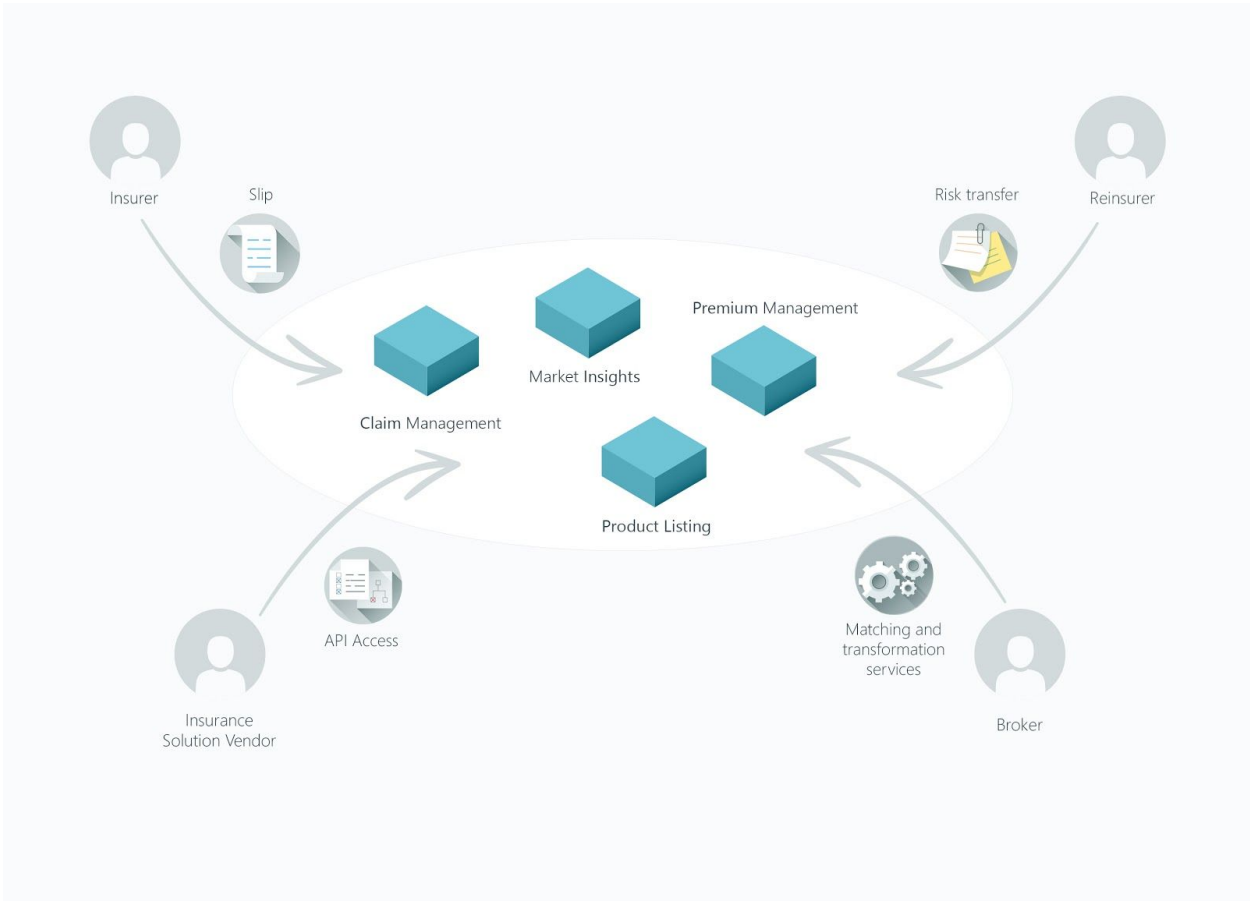 Insurer
Slip
Risk transfer
Reinsurer
Premium Management
Market Insights
Claim Management
Product Listing
API Access
Matching and
transformation
services
Insurance
Solution Vendor
Broker